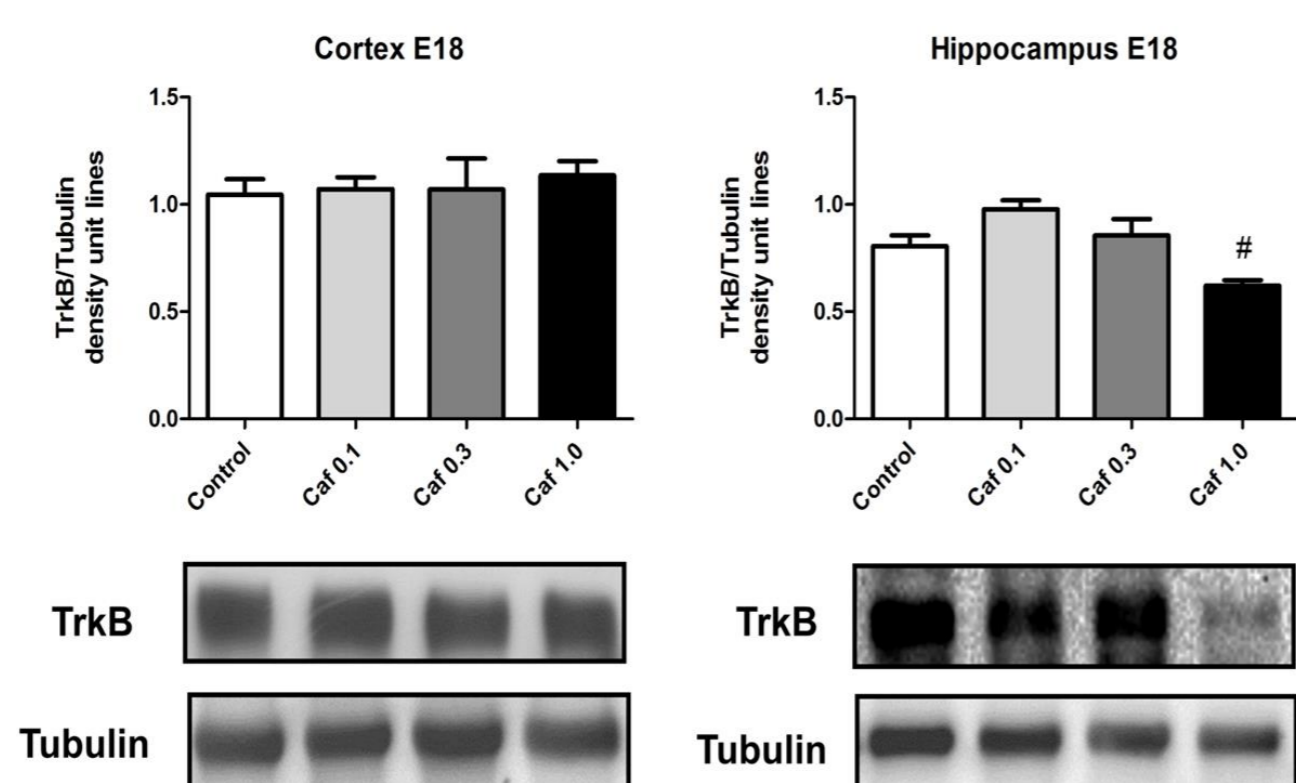 Cortex E18
TrkB/Tubulin
density unit lines
1.5
1.0
0.5
0.0
Control
Caf 0.1
Caf 0.3
Caf 1.0
TrkB
Tubulin
Hippocampus E18
TrkB/Tubulin
density unit lines
1.5
1.0
0.5
0.0
#
Control
Caf 0.1
Caf 0.3
Caf 1.0
TrkB
Tubulin